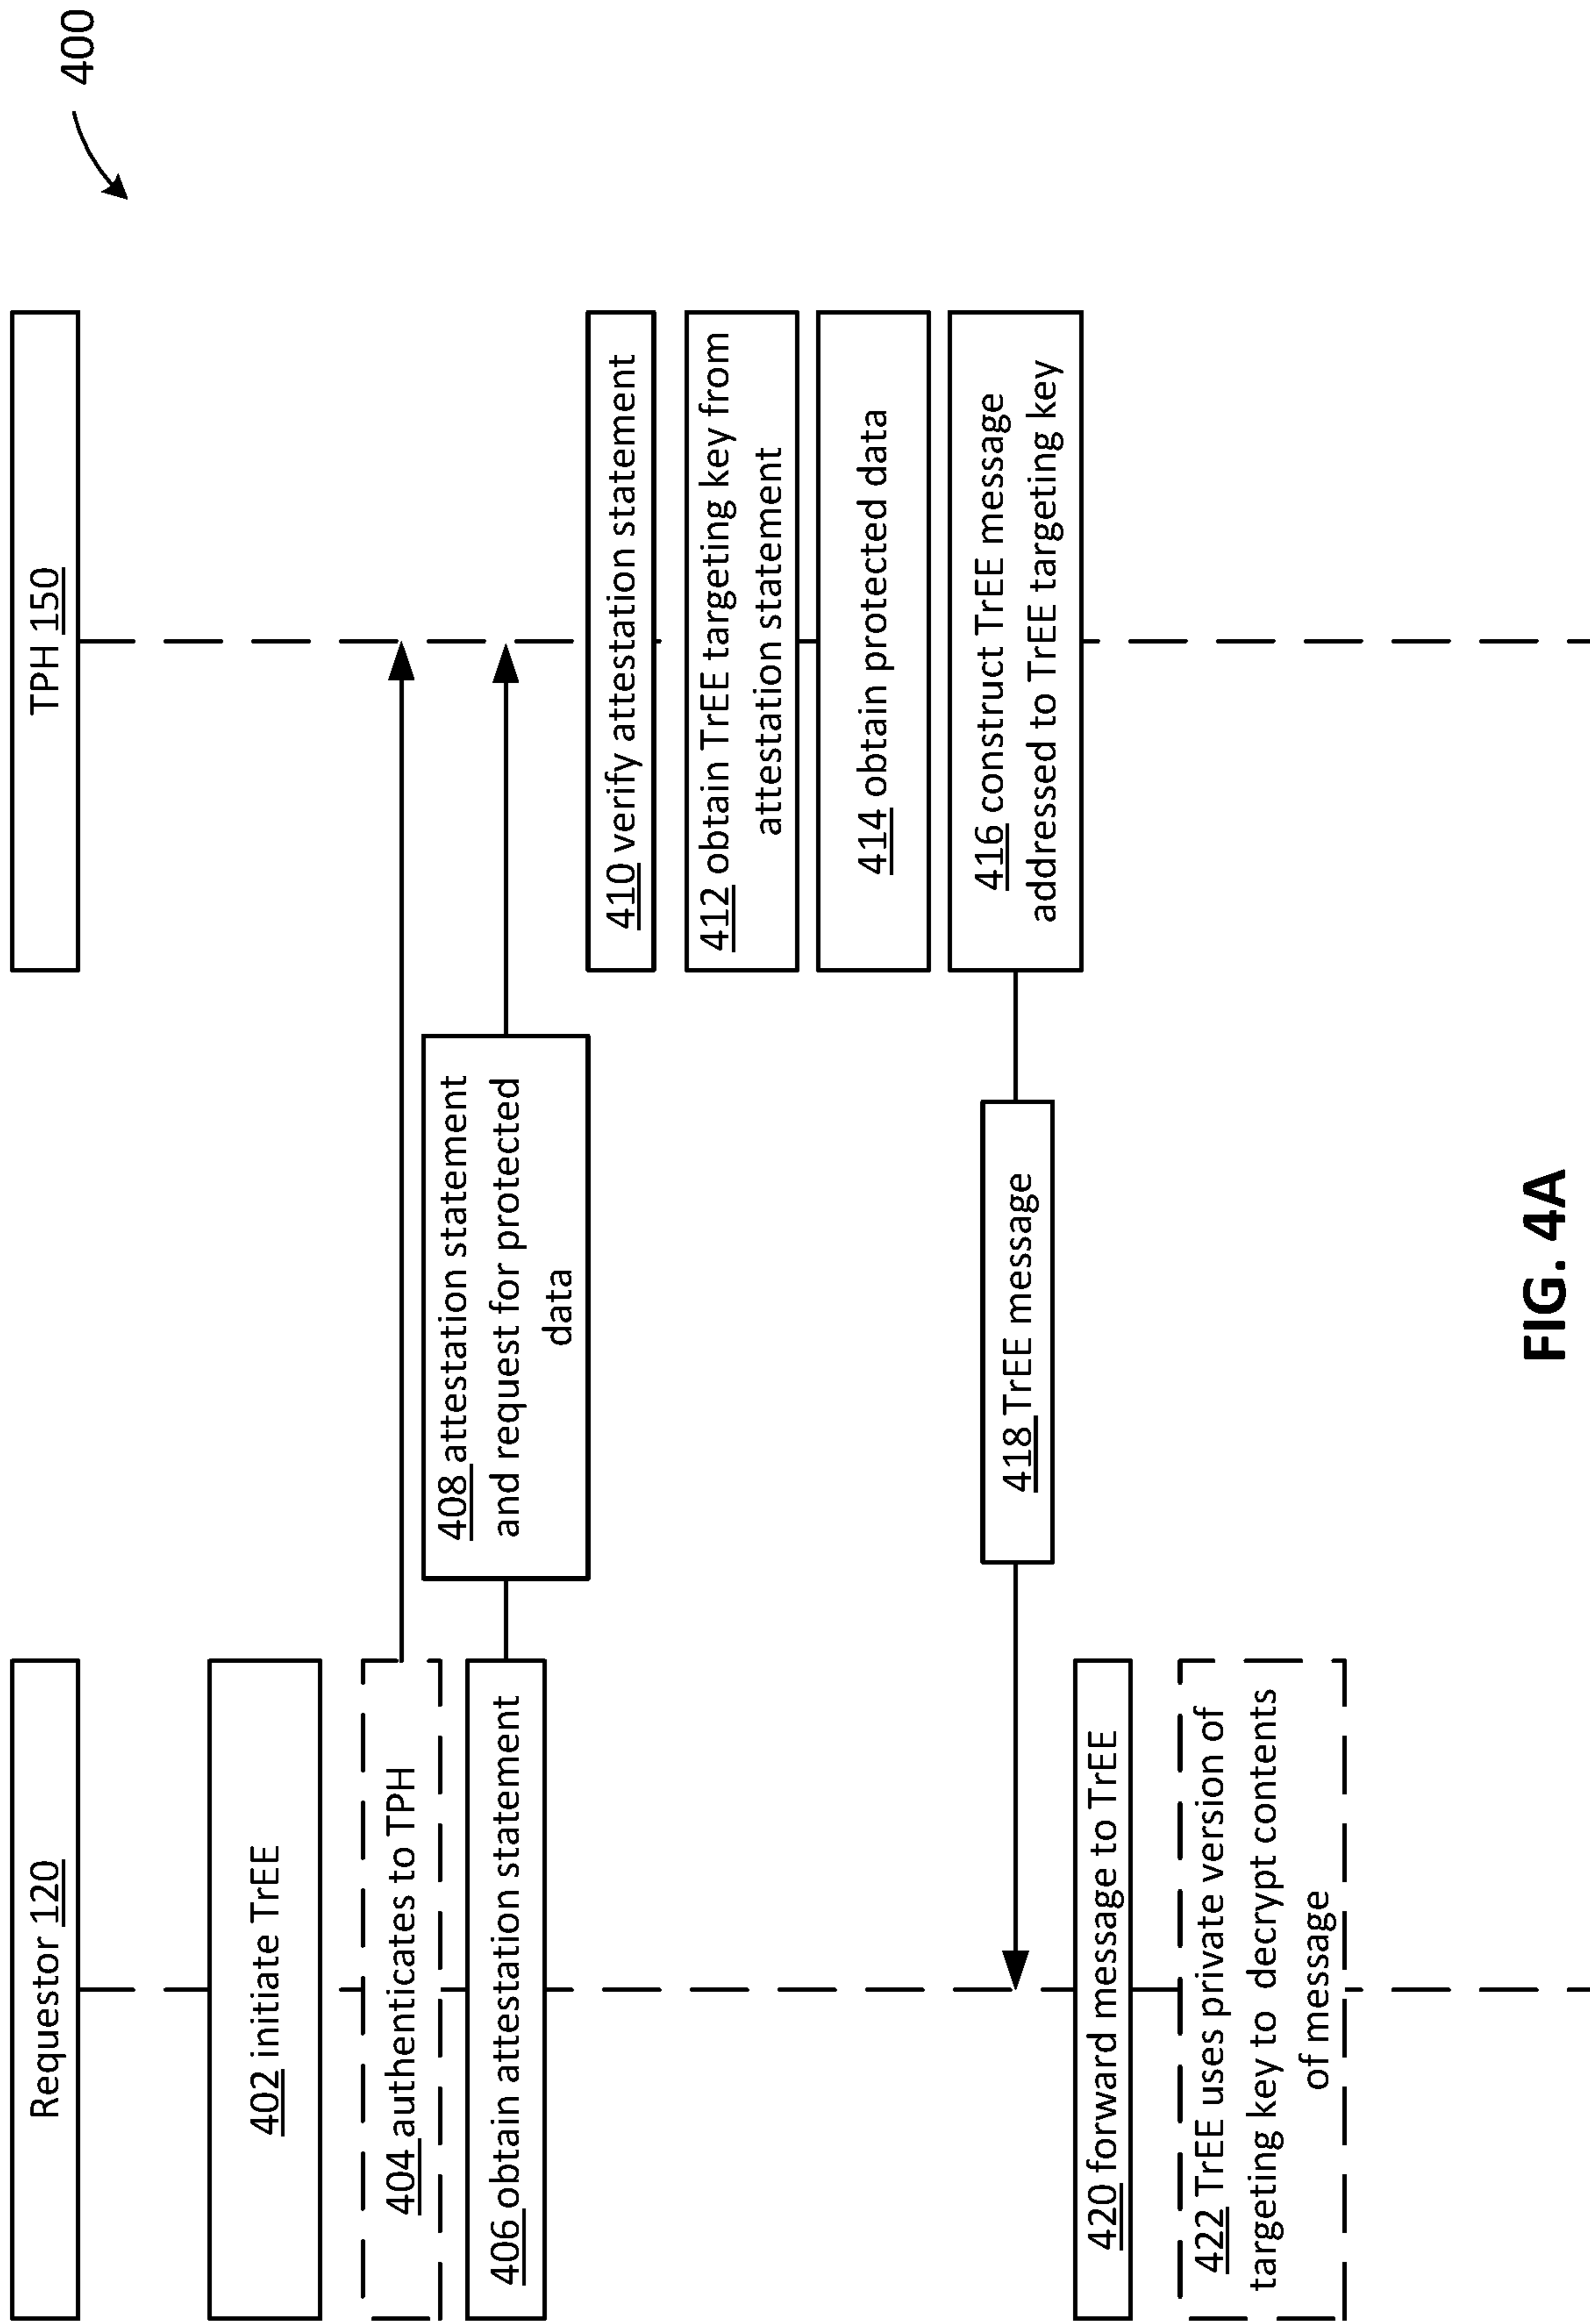 400
Requestor 120
TPH 150
402 initiate TrEE
404 authenticates to TPH
406 obtain attestation statement
408 attestation statement
and request for protected
data
410 verify attestation statement
412 obtain TrEE targeting key from
attestation statement
414 obtain protected data
416 construct TrEE message
addressed to TrEE targeting key
418 TrEE message
420 forward message to TrEE
422 TrEE uses private version of
targeting key to decrypt contents
of message
FIG. 4A